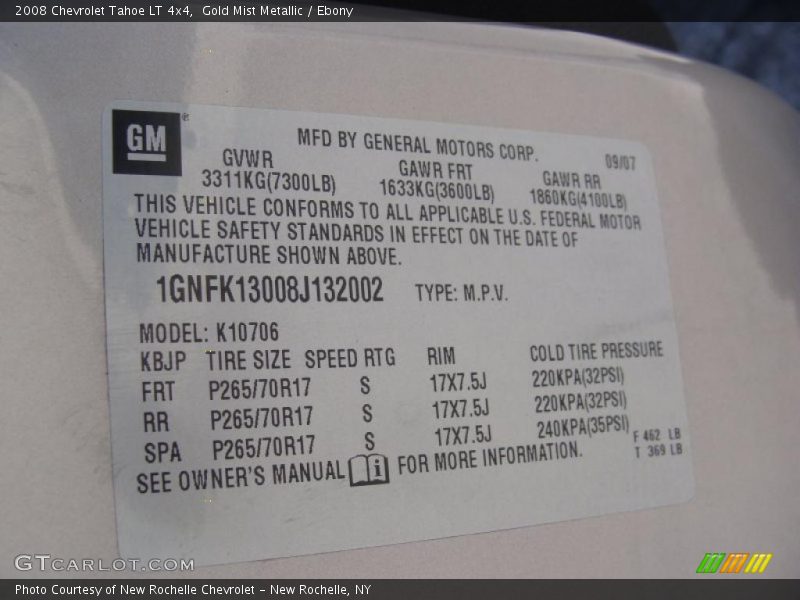 2008 Chevrolet Tahoe LT 4x4, Gold Mist Metallic / Ebony
GM®
MFD BY GENERAL MOTORS CORP. 09/07
GVWR GAWR FRT GAWR RR
3311KG(7300LB) 1633KG(3600LB) 1860KG(4100LB)
THIS VEHICLE CONFORMS TO ALL APPLICABLE U.S. FEDERAL MOTOR
VEHICLE SAFETY STANDARDS IN EFFECT ON THE DATE OF
MANUFACTURE SHOWN ABOVE.
1GNFK13008J132002 TYPE: M.P.V.
MODEL: K10706
KBJP TIRE SIZE SPEED RTG RIM COLD TIRE PRESSURE
FRT P265/70R17 S 17X7.5J 220KPA(32PSI)
RR P265/70R17 S 17X7.5J 220KPA(32PSI)
SPA P265/70R17 S 17X7.5J 240KPA(35PSI)
F 462 LB
T 369 LB
SEE OWNER'S MANUAL i FOR MORE INFORMATION.
GTCARLOT.COM
Photo Courtesy of New Rochelle Chevrolet - New Rochelle, NY